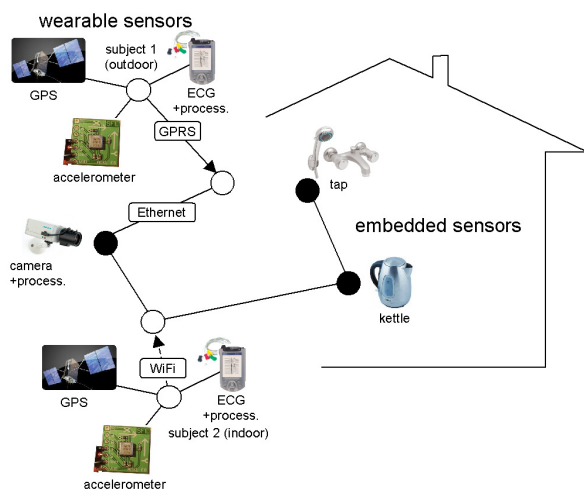 wearable sensors
subject 1
(outdoor)
GPS
ECG
+process.
GPRS
accelerometer
tap
Ethernet
embedded sensors
camera
+process.
kettle
WiFi
GPS
ECG
+process.
subject 2 (indoor)
accelerometer